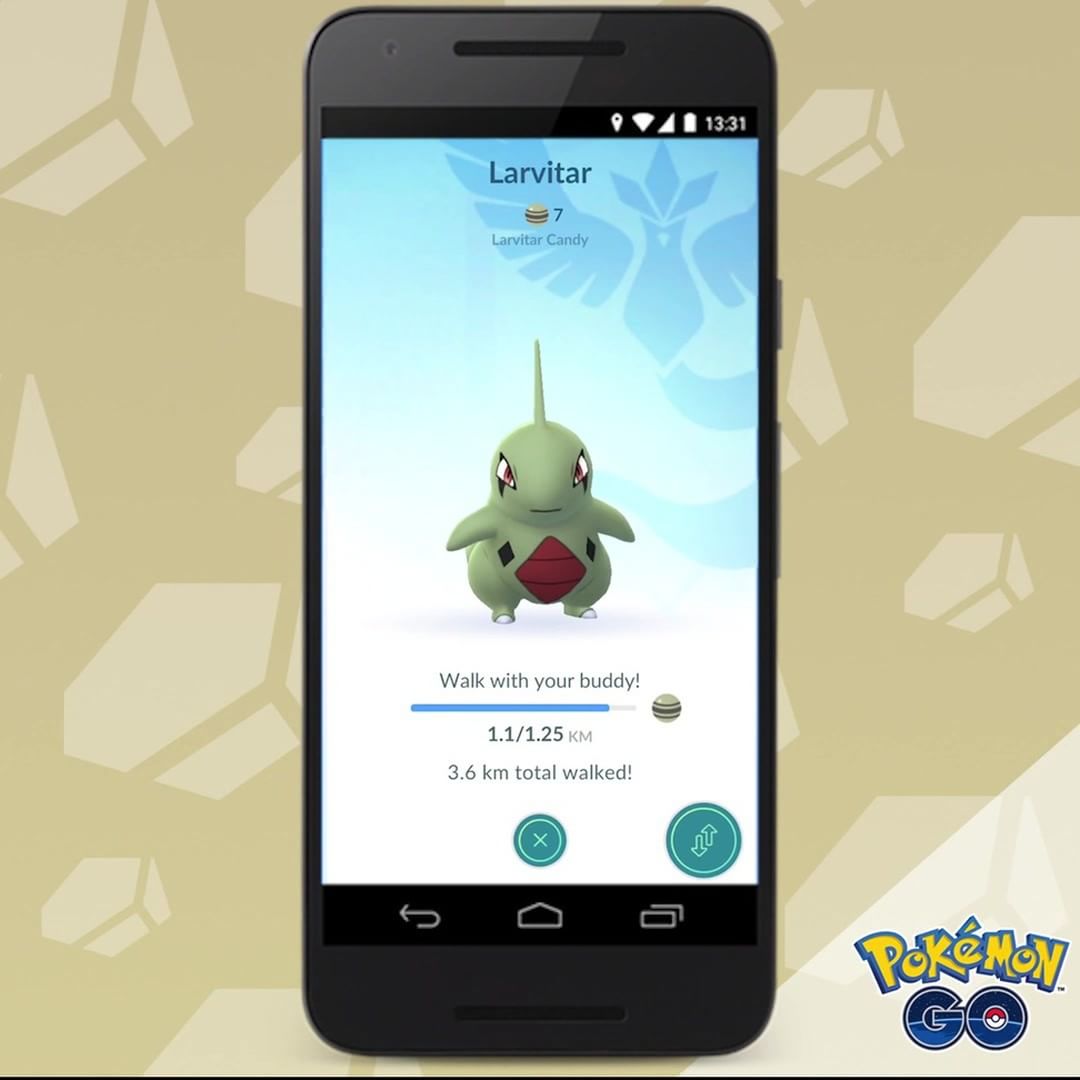 13:31
Larvitar
7
Larvitar Candy
Walk with your buddy!
1.1/1.25 KM
3.6 km total walked!
POKéMON
GO